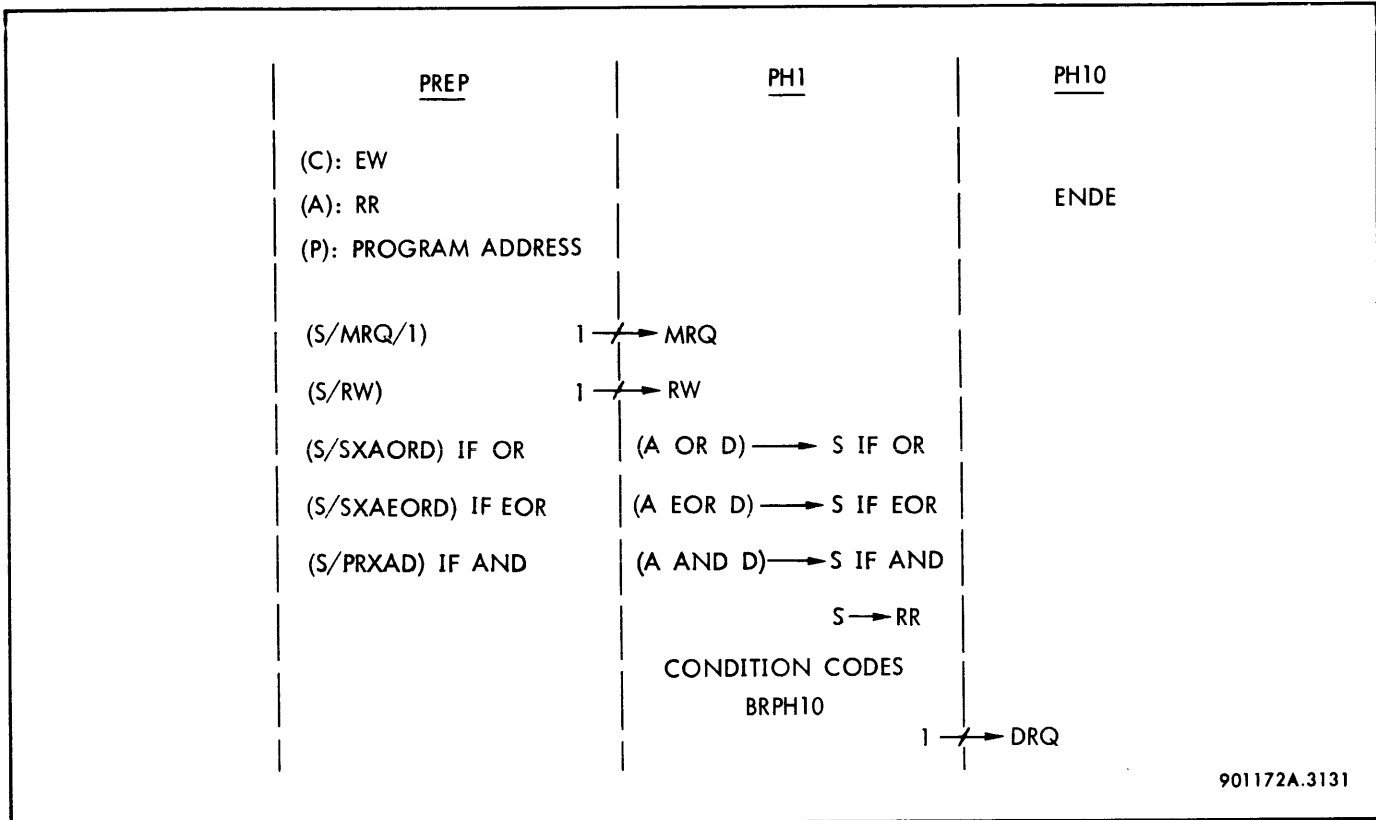 PREP PH1 PH10
(C): EW
(A): RR ENDE
(P): PROGRAM ADDRESS
(S/MRQ/1) 1 → MRQ
(S/RW) 1 → RW
(S/SXAORD) IF OR (A OR D) → S IF OR
(S/SXAEORD) IF EOR (A EOR D) → S IF EOR
(S/PRXAD) IF AND (A AND D) → S IF AND
S → RR
CONDITION CODES
BRPH10
1 → DRQ
901172A.3131